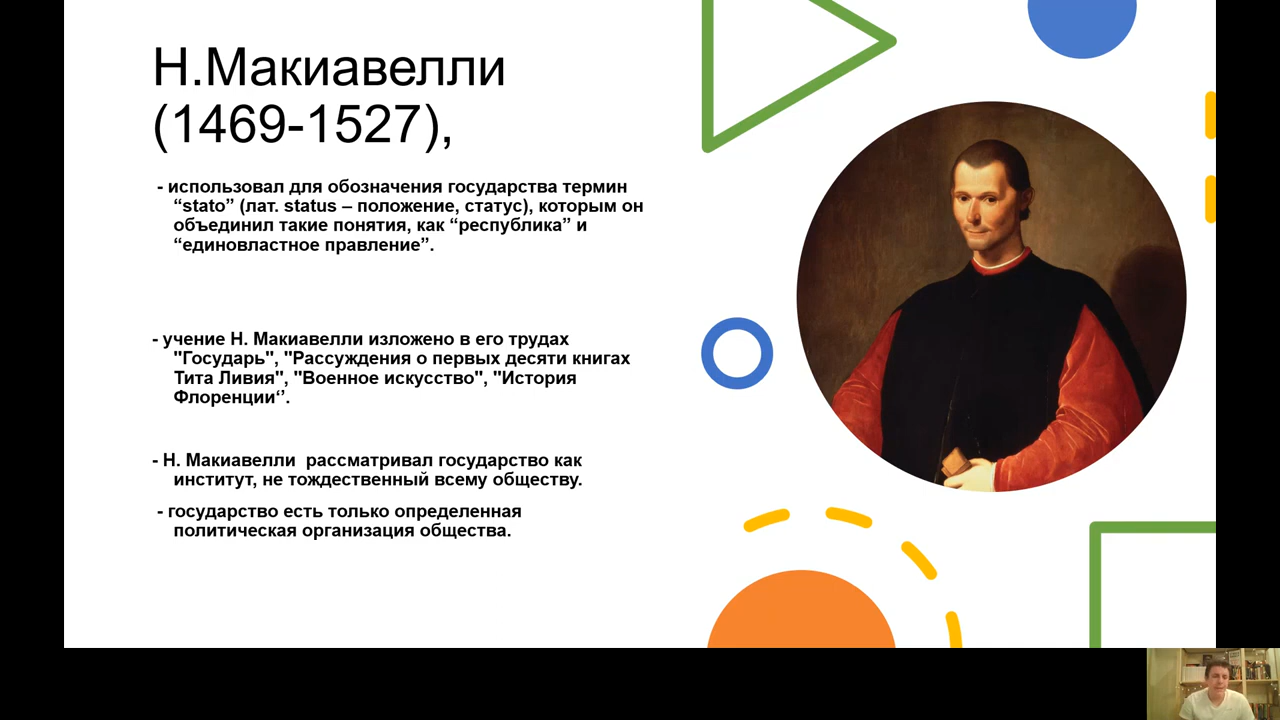 Н.Макиавелли
(1469-1527),
- использовал для обозначения государства термин
“stato” (лат. status – положение, статус), которым он
объединил такие понятия, как “республика” и
“единовластное правление”.
- учение Н. Макиавелли изложено в его трудах
"Государь", "Рассуждения о первых десяти книгах
Тита Ливия", "Военное искусство", "История
Флоренции‘’.
- Н. Макиавелли  рассматривал государство как
институт, не тождественный всему обществу.
- государство есть только определенная
политическая организация общества.